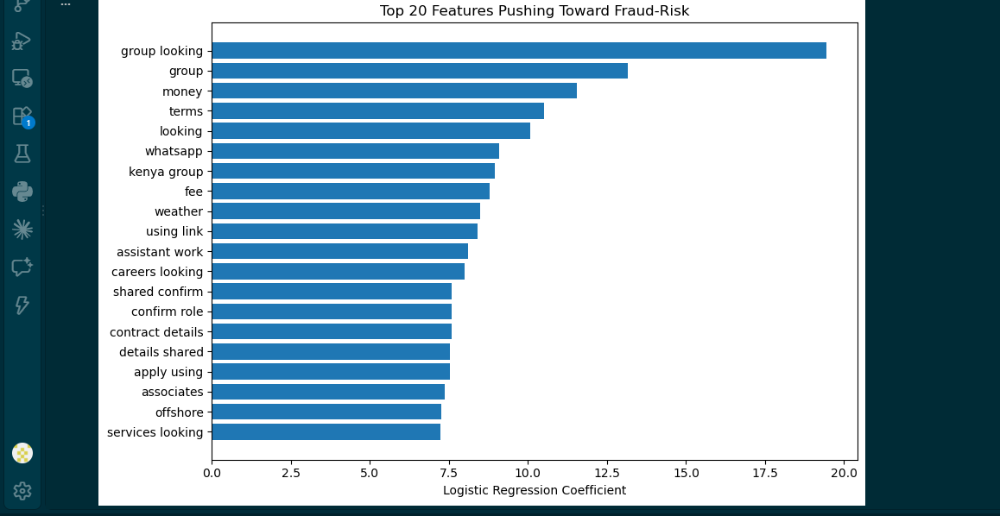 ...
Top 20 Features Pushing Toward Fraud-Risk
group looking
group
money
terms
looking
whatsapp
kenya group
fee
weather
using link
assistant work
careers looking
shared confirm
confirm role
contract details
details shared
apply using
associates
offshore
services looking
0.0 2.5 5.0 7.5 10.0 12.5 15.0 17.5 20.0
Logistic Regression Coefficient
1